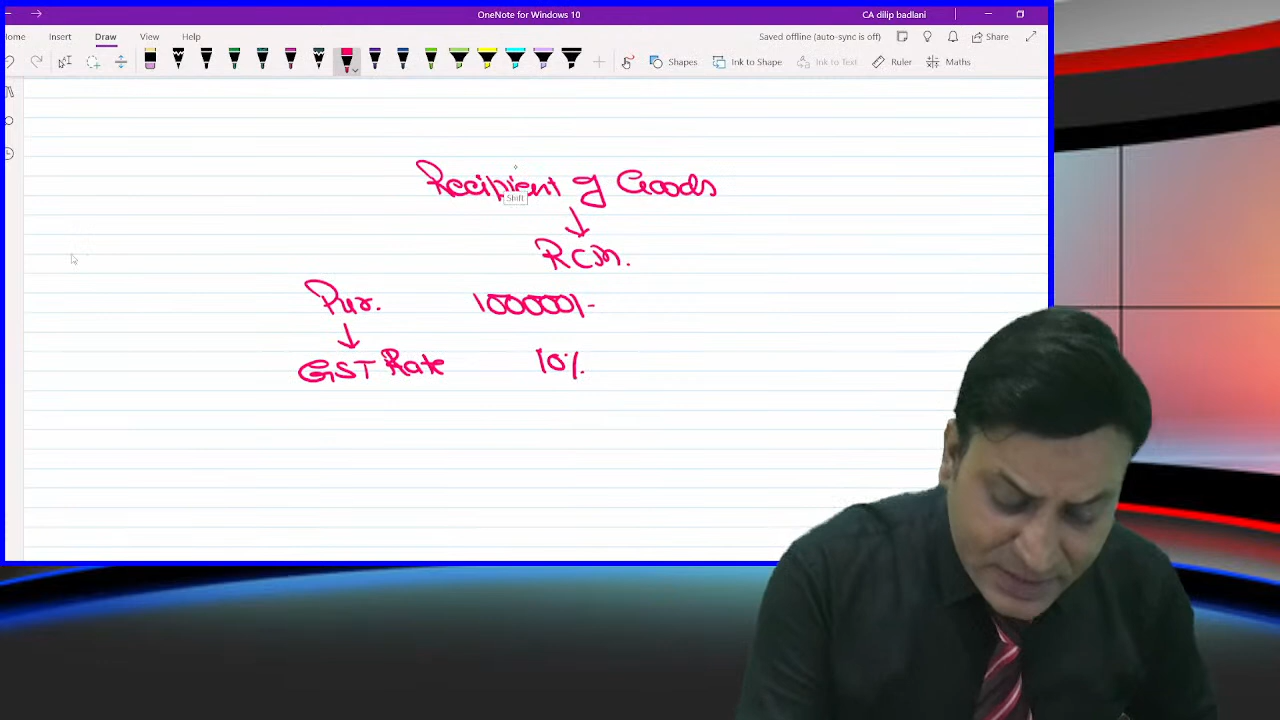 OneNote for Windows 10
CA dilip badlani
Home Insert Draw View Help
Saved offline (auto-sync is off)
Share
Shapes
Ink to Shape
Ink to Text
Ruler
Maths
Recipient of Goods
Shift
RCM.
Pur. 1000000/-
GST Rate 10%